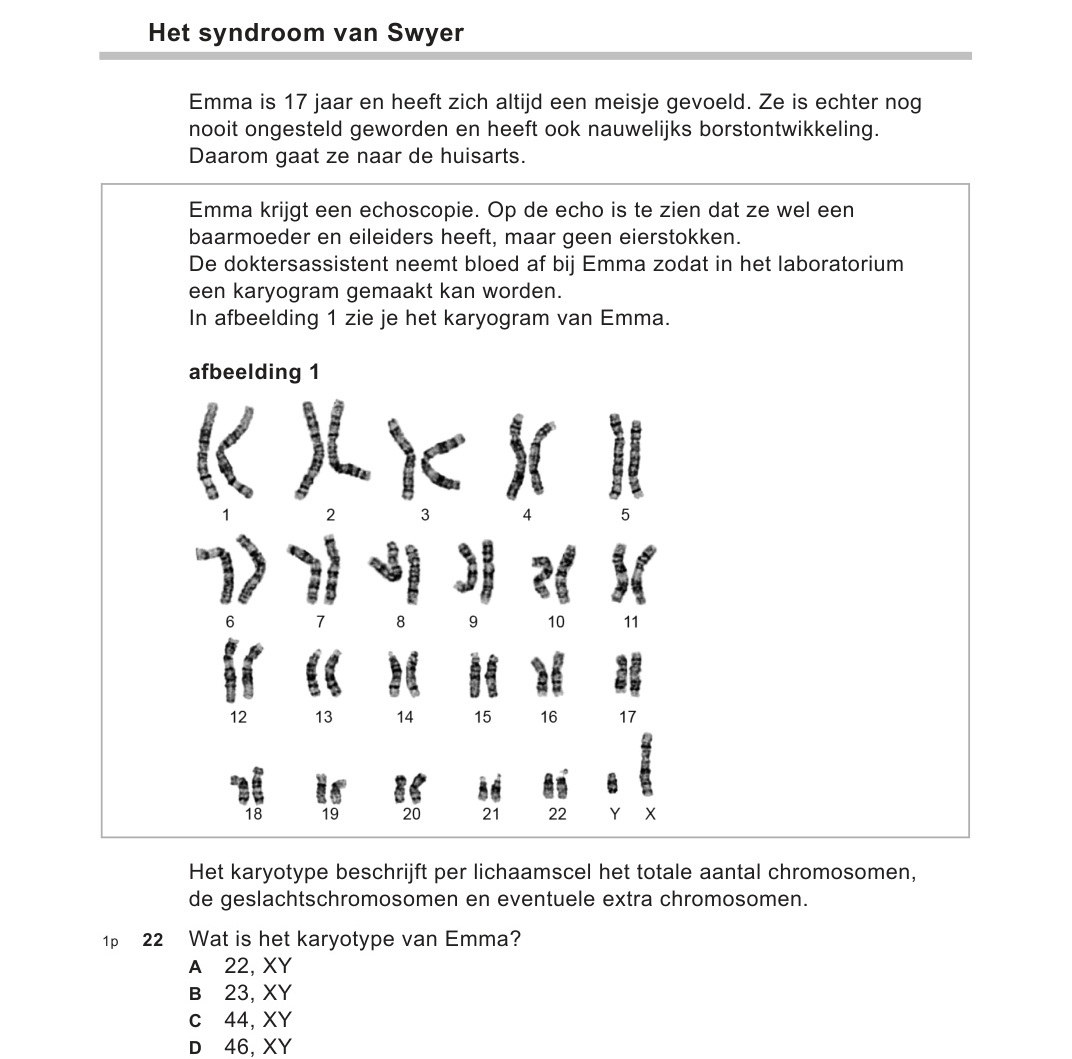 Het syndroom van Swyer
Emma is 17 jaar en heeft zich altijd een meisje gevoeld. Ze is echter nog
nooit ongesteld geworden en heeft ook nauwelijks borstontwikkeling.
Daarom gaat ze naar de huisarts.
Emma krijgt een echoscopie. Op de echo is te zien dat ze wel een
baarmoeder en eileiders heeft, maar geen eierstokken.
De doktersassistent neemt bloed af bij Emma zodat in het laboratorium
een karyogram gemaakt kan worden.
In afbeelding 1 zie je het karyogram van Emma.
afbeelding 1
1 2 3 4 5
6 7 8 9 10 11
12 13 14 15 16 17
18 19 20 21 22 Y X
Het karyotype beschrijft per lichaamscel het totale aantal chromosomen,
de geslachtschromosomen en eventuele extra chromosomen.
1p 22 Wat is het karyotype van Emma?
A 22, XY
B 23, XY
C 44, XY
D 46, XY